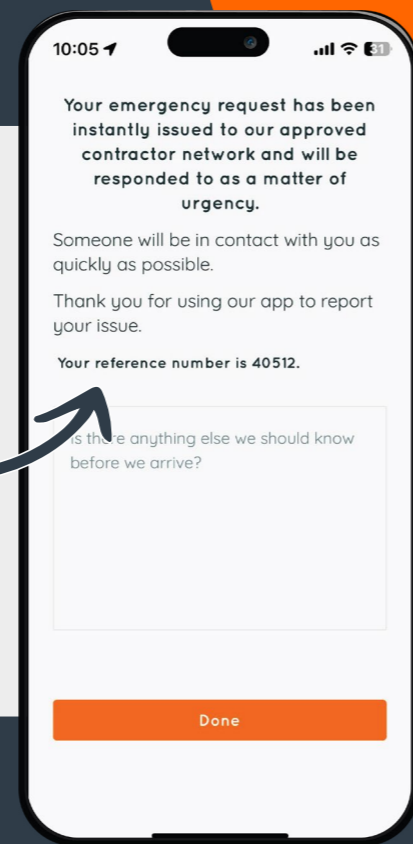 10:05
31
Your emergency request has been
instantly issued to our approved
contractor network and will be
responded to as a matter of
urgency.
Someone will be in contact with you as
quickly as possible.
Thank you for using our app to report
your issue.
Your reference number is 40512.
Is there anything else we should know
before we arrive?
Done